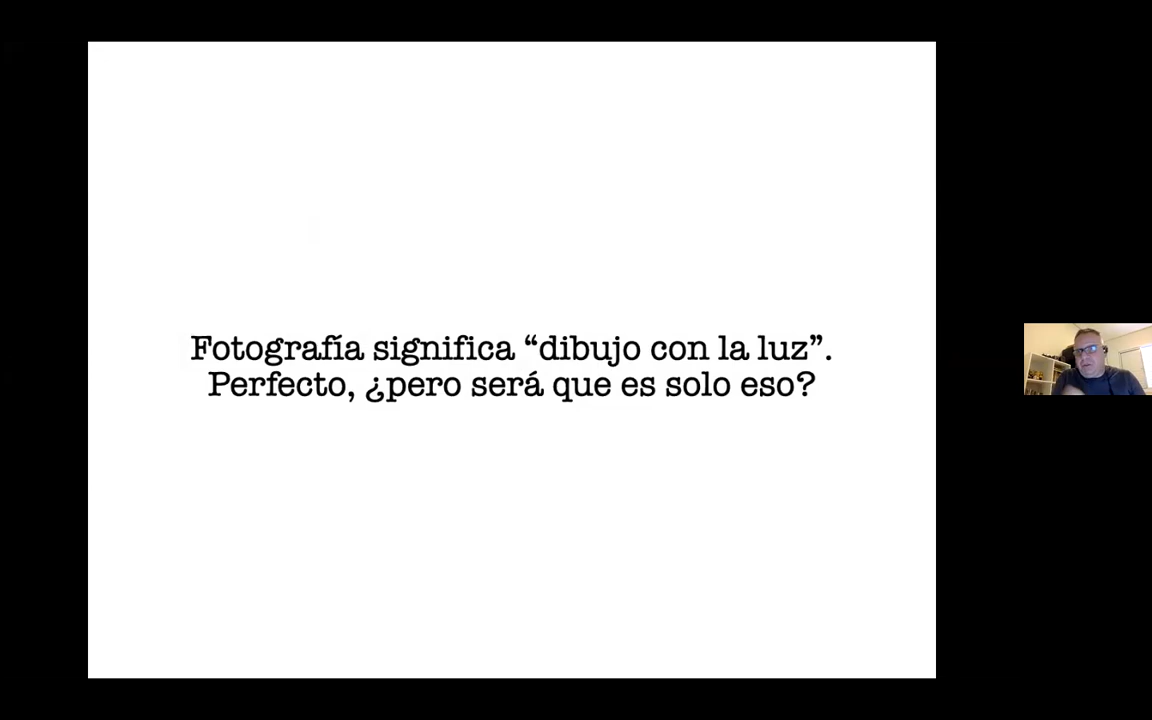 Fotografía significa “dibujo con la luz”.
Perfecto, ¿pero será que es solo eso?